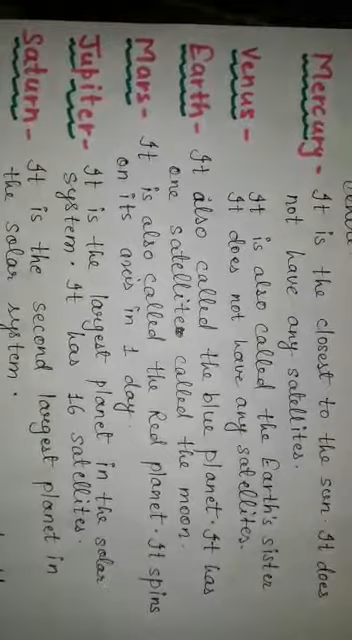 Mercury- It is the closest to the sun. It does
not have any satellites.
Venus- It is also called the Earth's sister
It does not have any satellites.
Earth- It also called the blue planet. It has
one satellite called the moon.
Mars- It is also called the Red planet. It spins
on its axes in 1 day.
Jupiter- It is the largest planet in the solar
system. It has 16 satellites.
Saturn- It is the second largest planet in
the solar system.